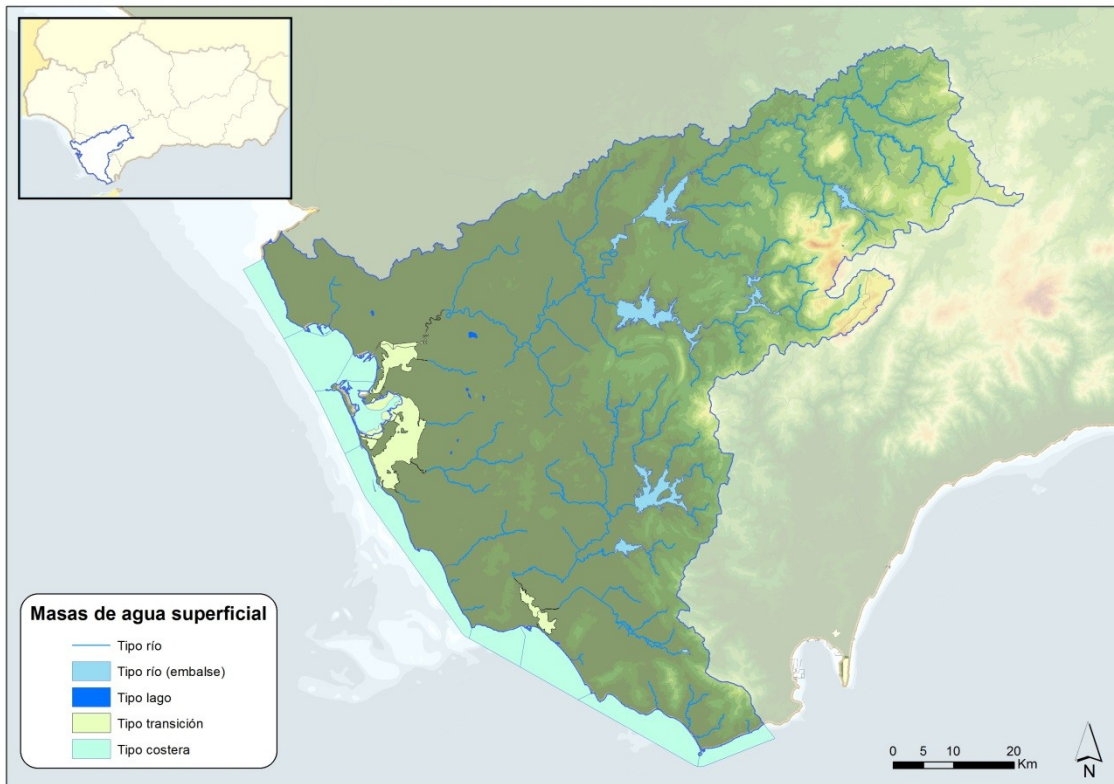 Masas de agua superficial
Tipo río
Tipo río (embalse)
Tipo lago
Tipo transición
Tipo costera
0 5 10 20
Km
N